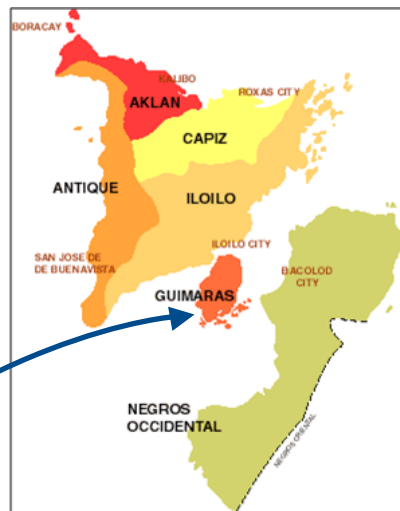 BORACAY
KALIBO
AKLAN
ROXAS CITY
CAPIZ
ANTIQUE
ILOILO
SAN JOSE DE
DE BUENAVISTA
ILOILO CITY
BACOLOD
CITY
GUIMARAS
NEGROS
OCCIDENTAL
NEGROS ORIENTAL